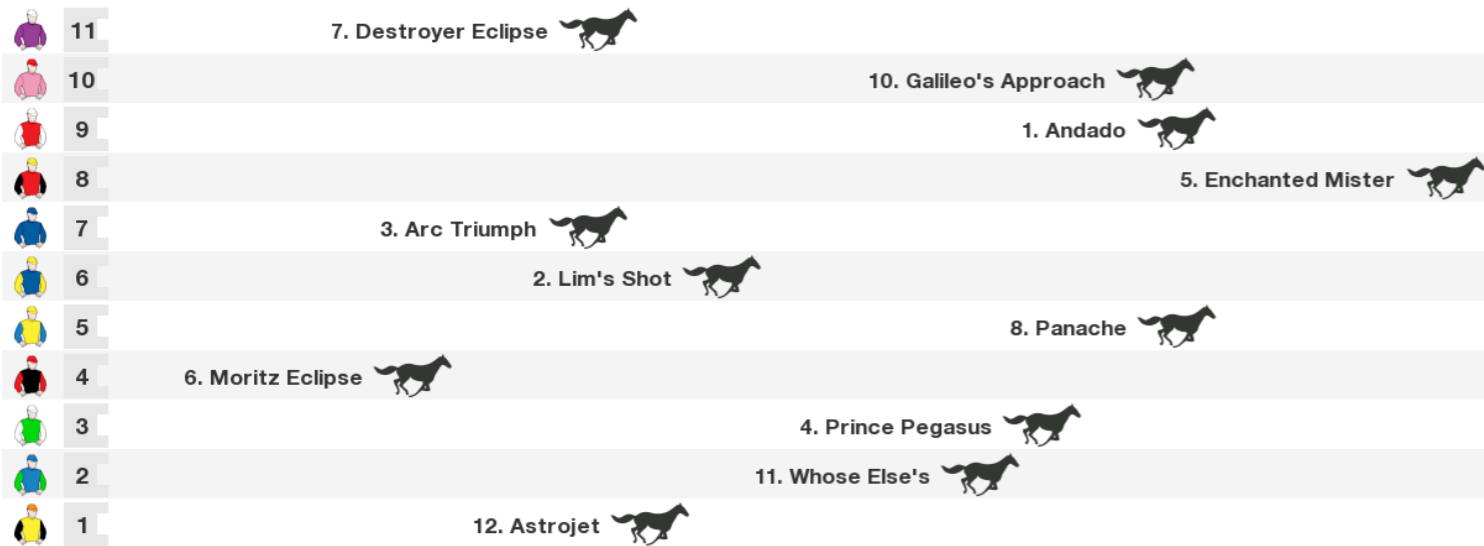 11 7. Destroyer Eclipse
10 10. Galileo's Approach
9 1. Andado
8 5. Enchanted Mister
7 3. Arc Triumph
6 2. Lim's Shot
5 8. Panache
4 6. Moritz Eclipse
3 4. Prince Pegasus
2 11. Whose Else's
1 12. Astrojet